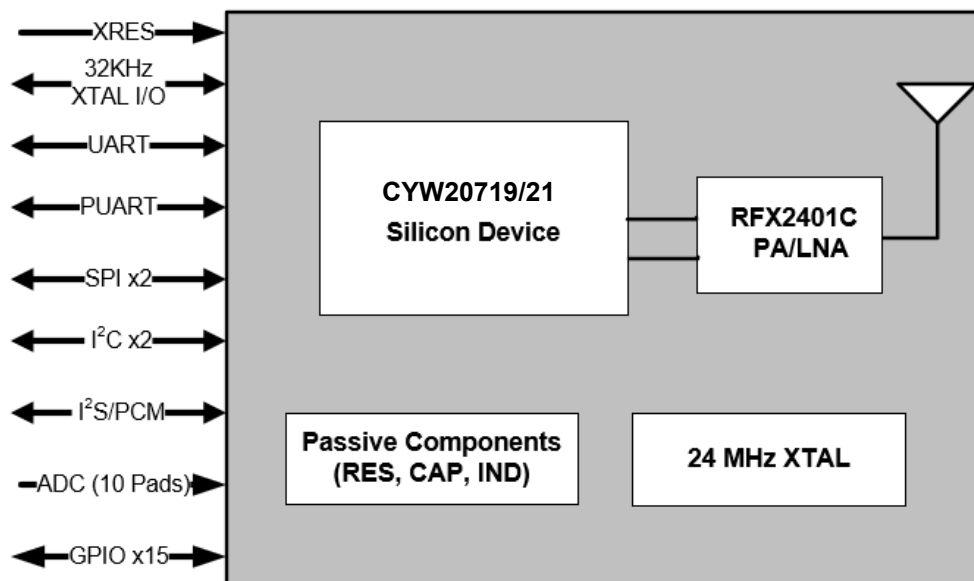 XRES
32KHz
XTAL I/O
UART
PUART
SPI x2
I²C x2
I²S/PCM
ADC (10 Pads)
GPIO x15
CYW20719/21
Silicon Device
RFX2401C
PA/LNA
Passive Components
(RES, CAP, IND)
24 MHz XTAL